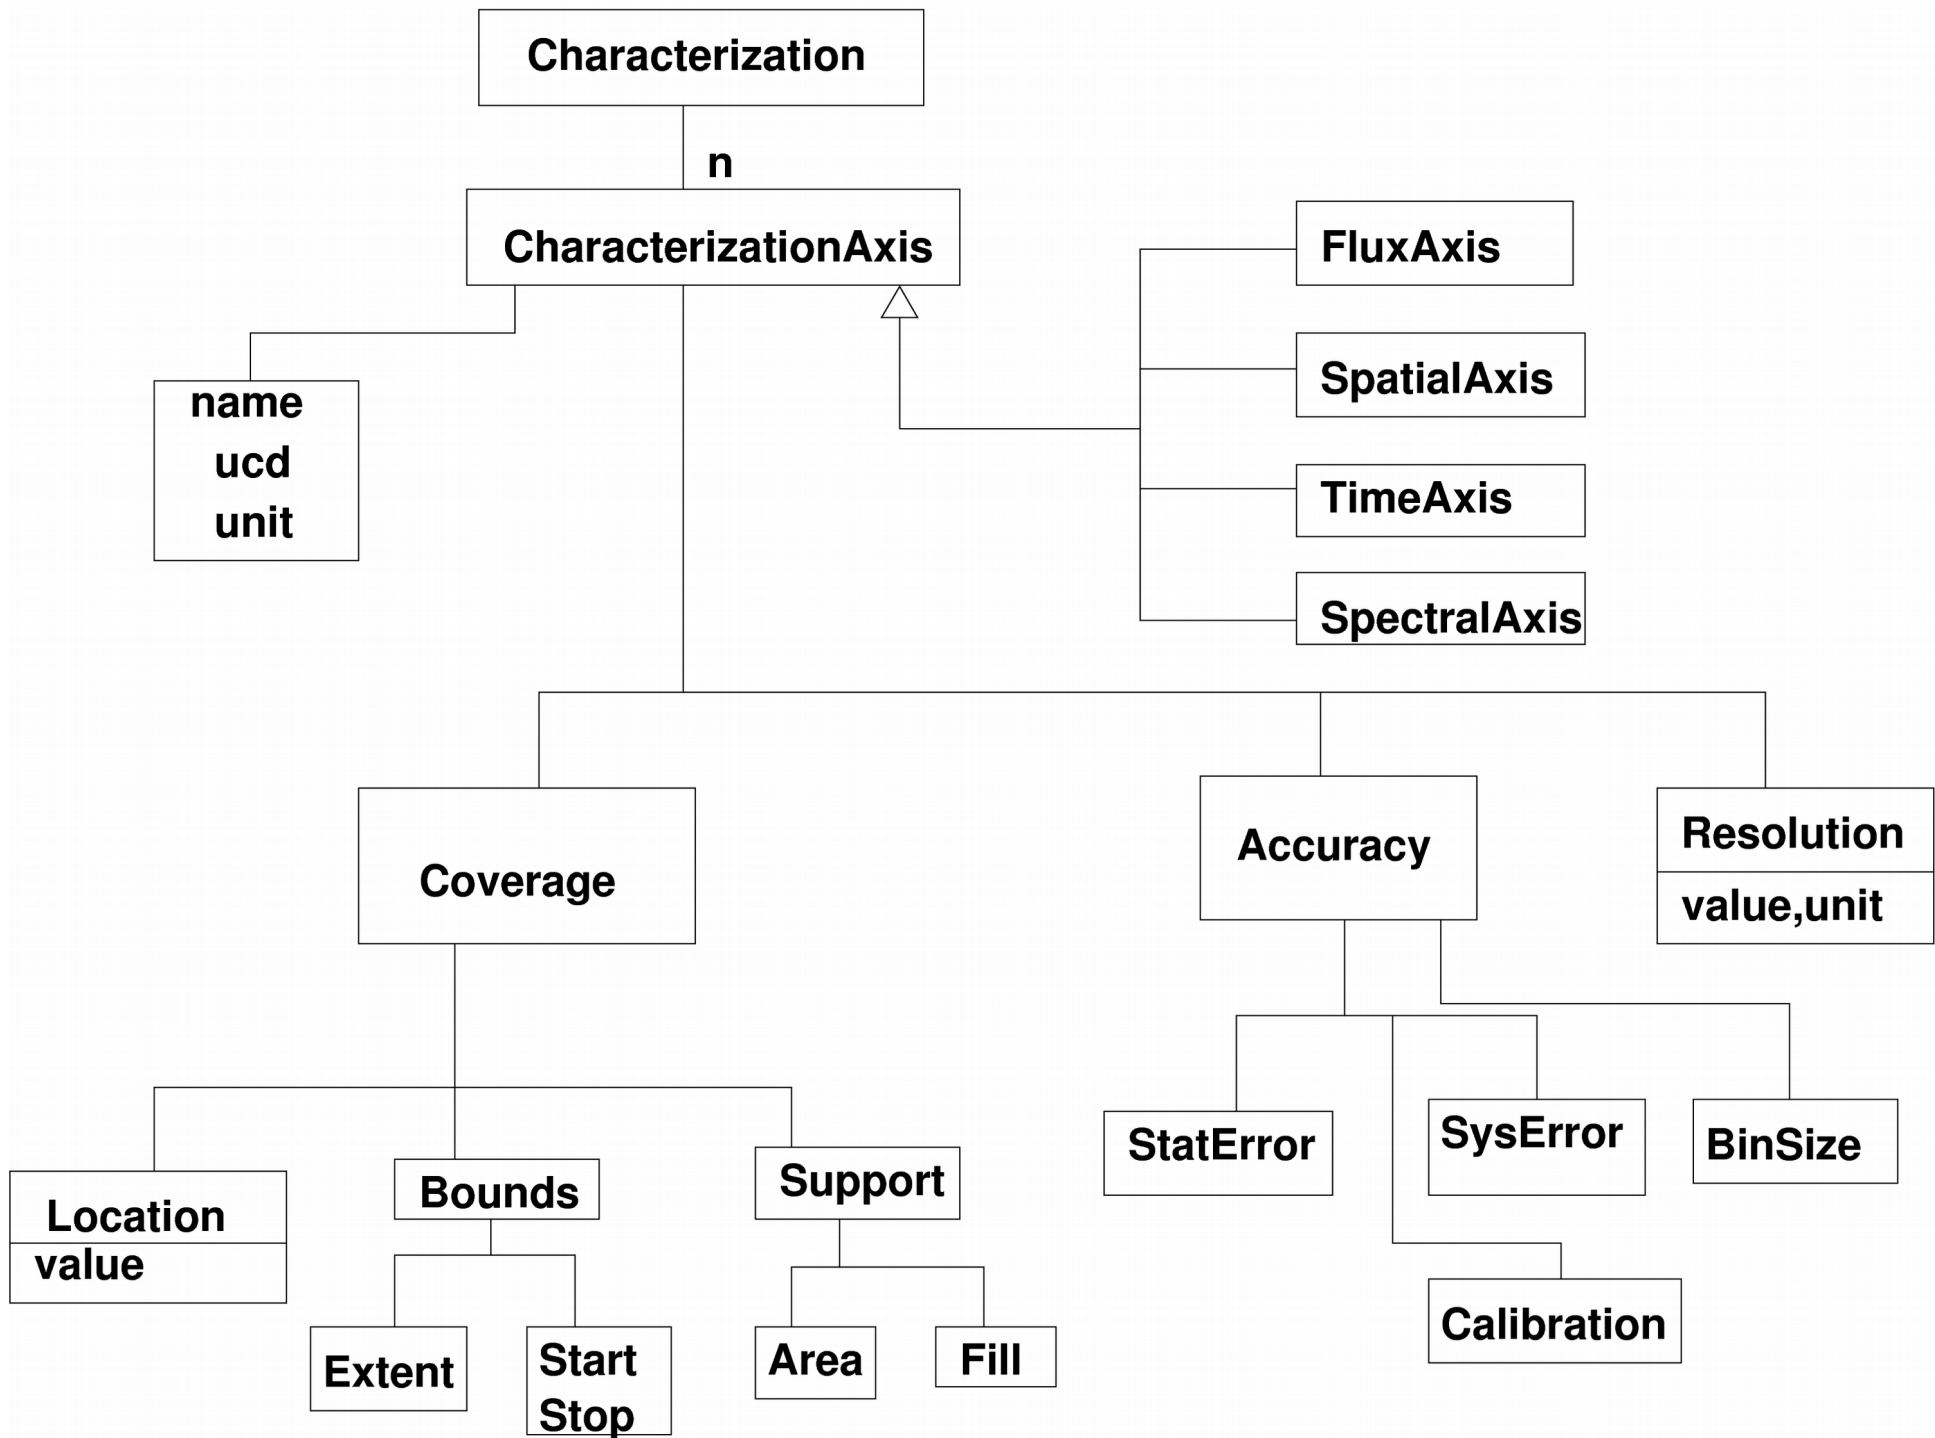 Characterization
n
CharacterizationAxis
FluxAxis
SpatialAxis
name
ucd
unit
TimeAxis
SpectralAxis
Coverage
Accuracy
Resolution
value,unit
StatError
SysError
BinSize
Location
value
Bounds
Support
Extent
Start
Stop
Area
Fill
Calibration